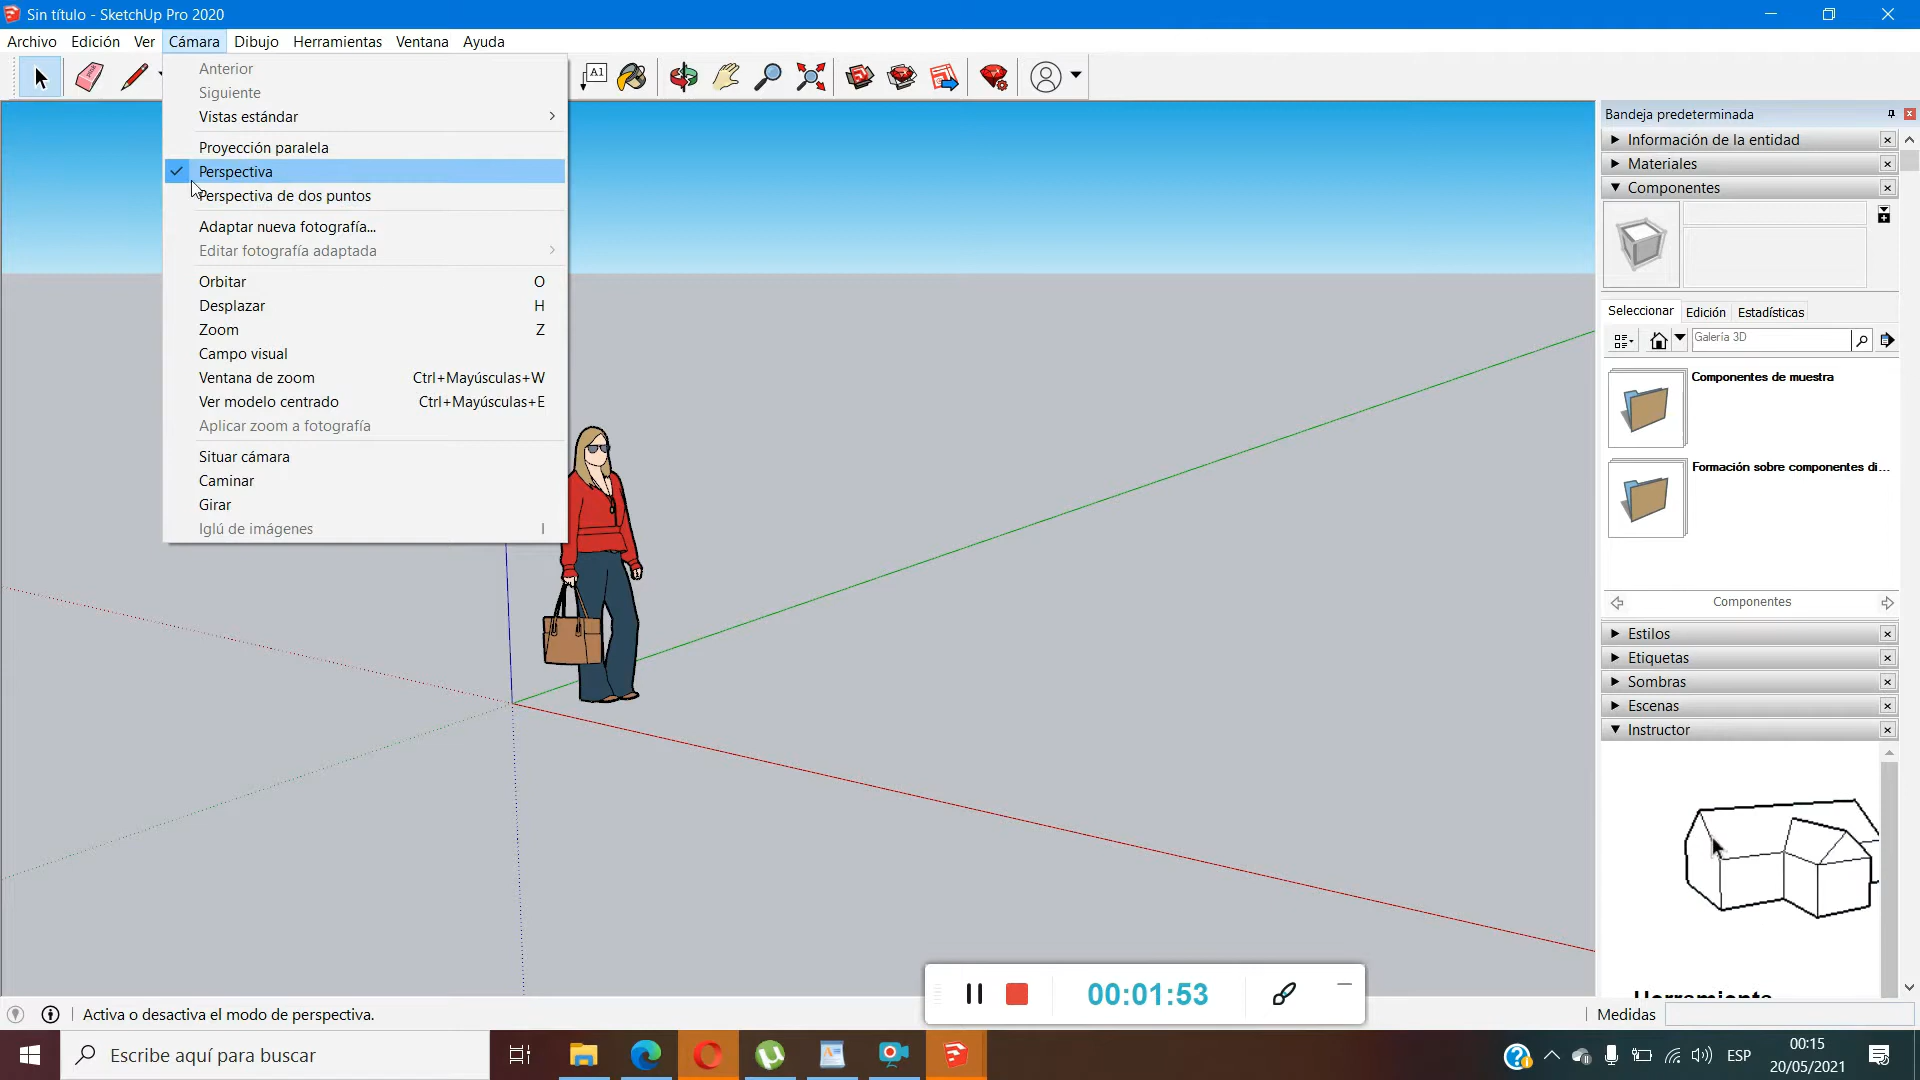 Sin título - SketchUp Pro 2020
Archivo Edición Ver Cámara Dibujo Herramientas Ventana Ayuda
Anterior
Siguiente
Vistas estándar
Proyección paralela
Perspectiva
Perspectiva de dos puntos
Adaptar nueva fotografía...
Editar fotografía adaptada
Orbitar O
Desplazar H
Zoom Z
Campo visual
Ventana de zoom Ctrl+Mayúsculas+W
Ver modelo centrado Ctrl+Mayúsculas+E
Aplicar zoom a fotografía
Situar cámara
Caminar
Girar
Iglú de imágenes I
A1
Bandeja predeterminada
Información de la entidad
Materiales
Componentes
Seleccionar Edición Estadísticas
Galería 3D
Componentes de muestra
Formación sobre componentes di...
Componentes
Estilos
Etiquetas
Sombras
Escenas
Instructor
Herramienta
00:01:53
Activa o desactiva el modo de perspectiva.
Medidas
Escribe aquí para buscar
ESP
00:15
20/05/2021